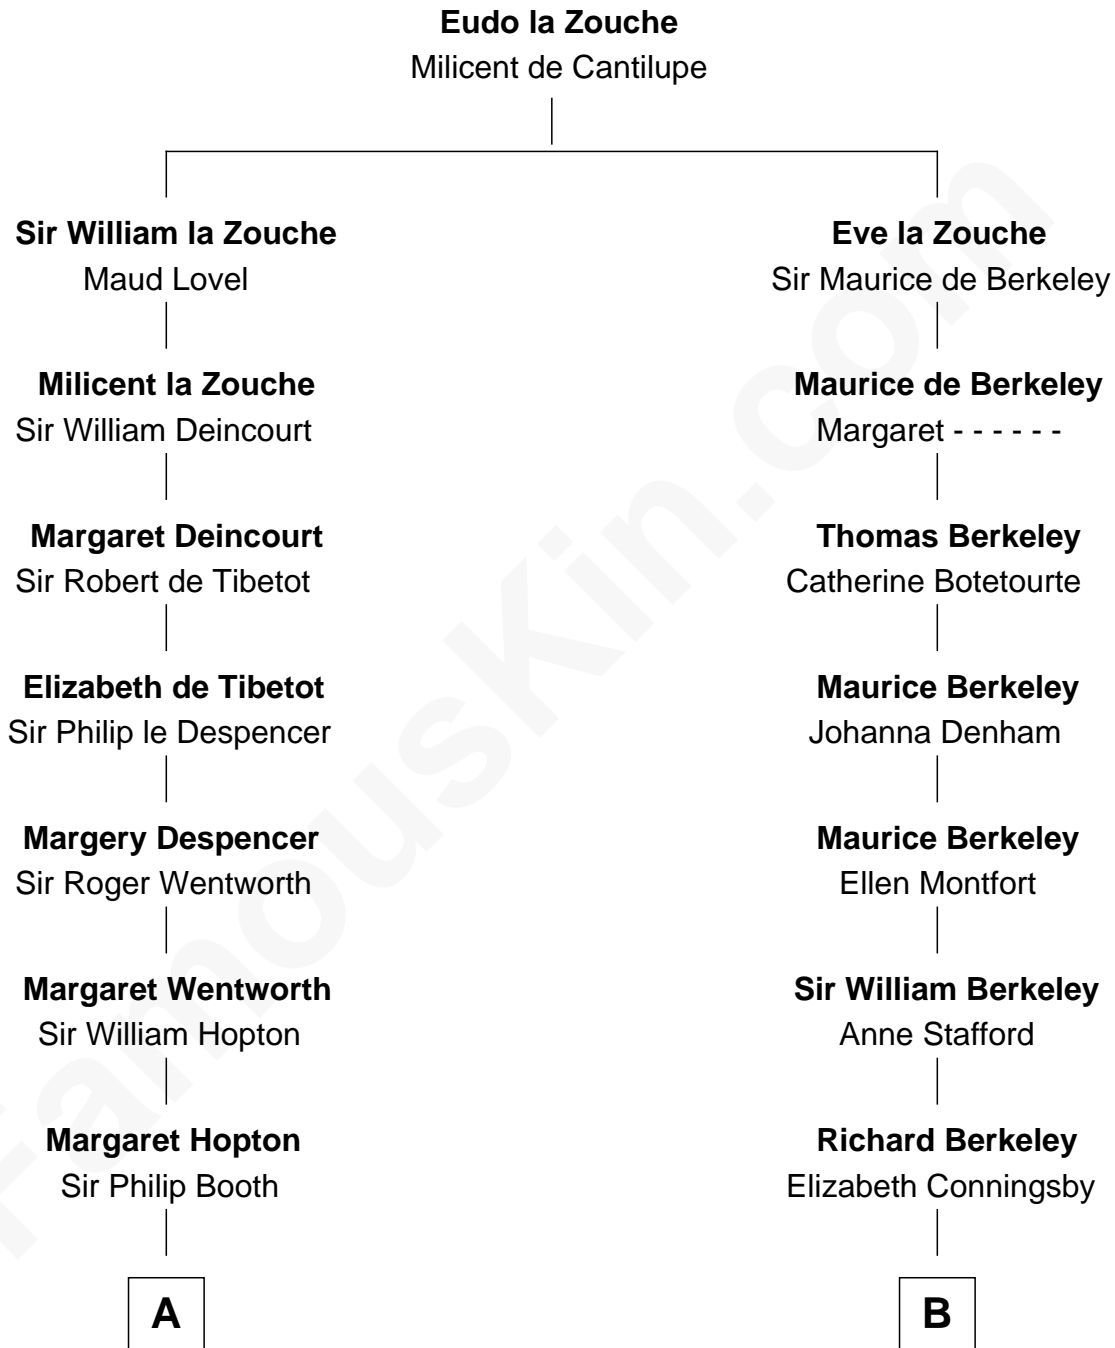 Eudo la Zouche
Milicent de Cantilupe
Sir William la Zouche
Maud Lovel
Eve la Zouche
Sir Maurice de Berkeley
Milicent la Zouche
Sir William Deincourt
Maurice de Berkeley
Margaret - - - - - -
Margaret Deincourt
Sir Robert de Tibetot
Thomas Berkeley
Catherine Botetourte
Elizabeth de Tibetot
Sir Philip le Despencer
Maurice Berkeley
Johanna Denham
Margery Despencer
Sir Roger Wentworth
Maurice Berkeley
Ellen Montfort
Margaret Wentworth
Sir William Hopton
Sir William Berkeley
Anne Stafford
Margaret Hopton
Sir Philip Booth
Richard Berkeley
Elizabeth Conningsby
A
B
FamousKin.com